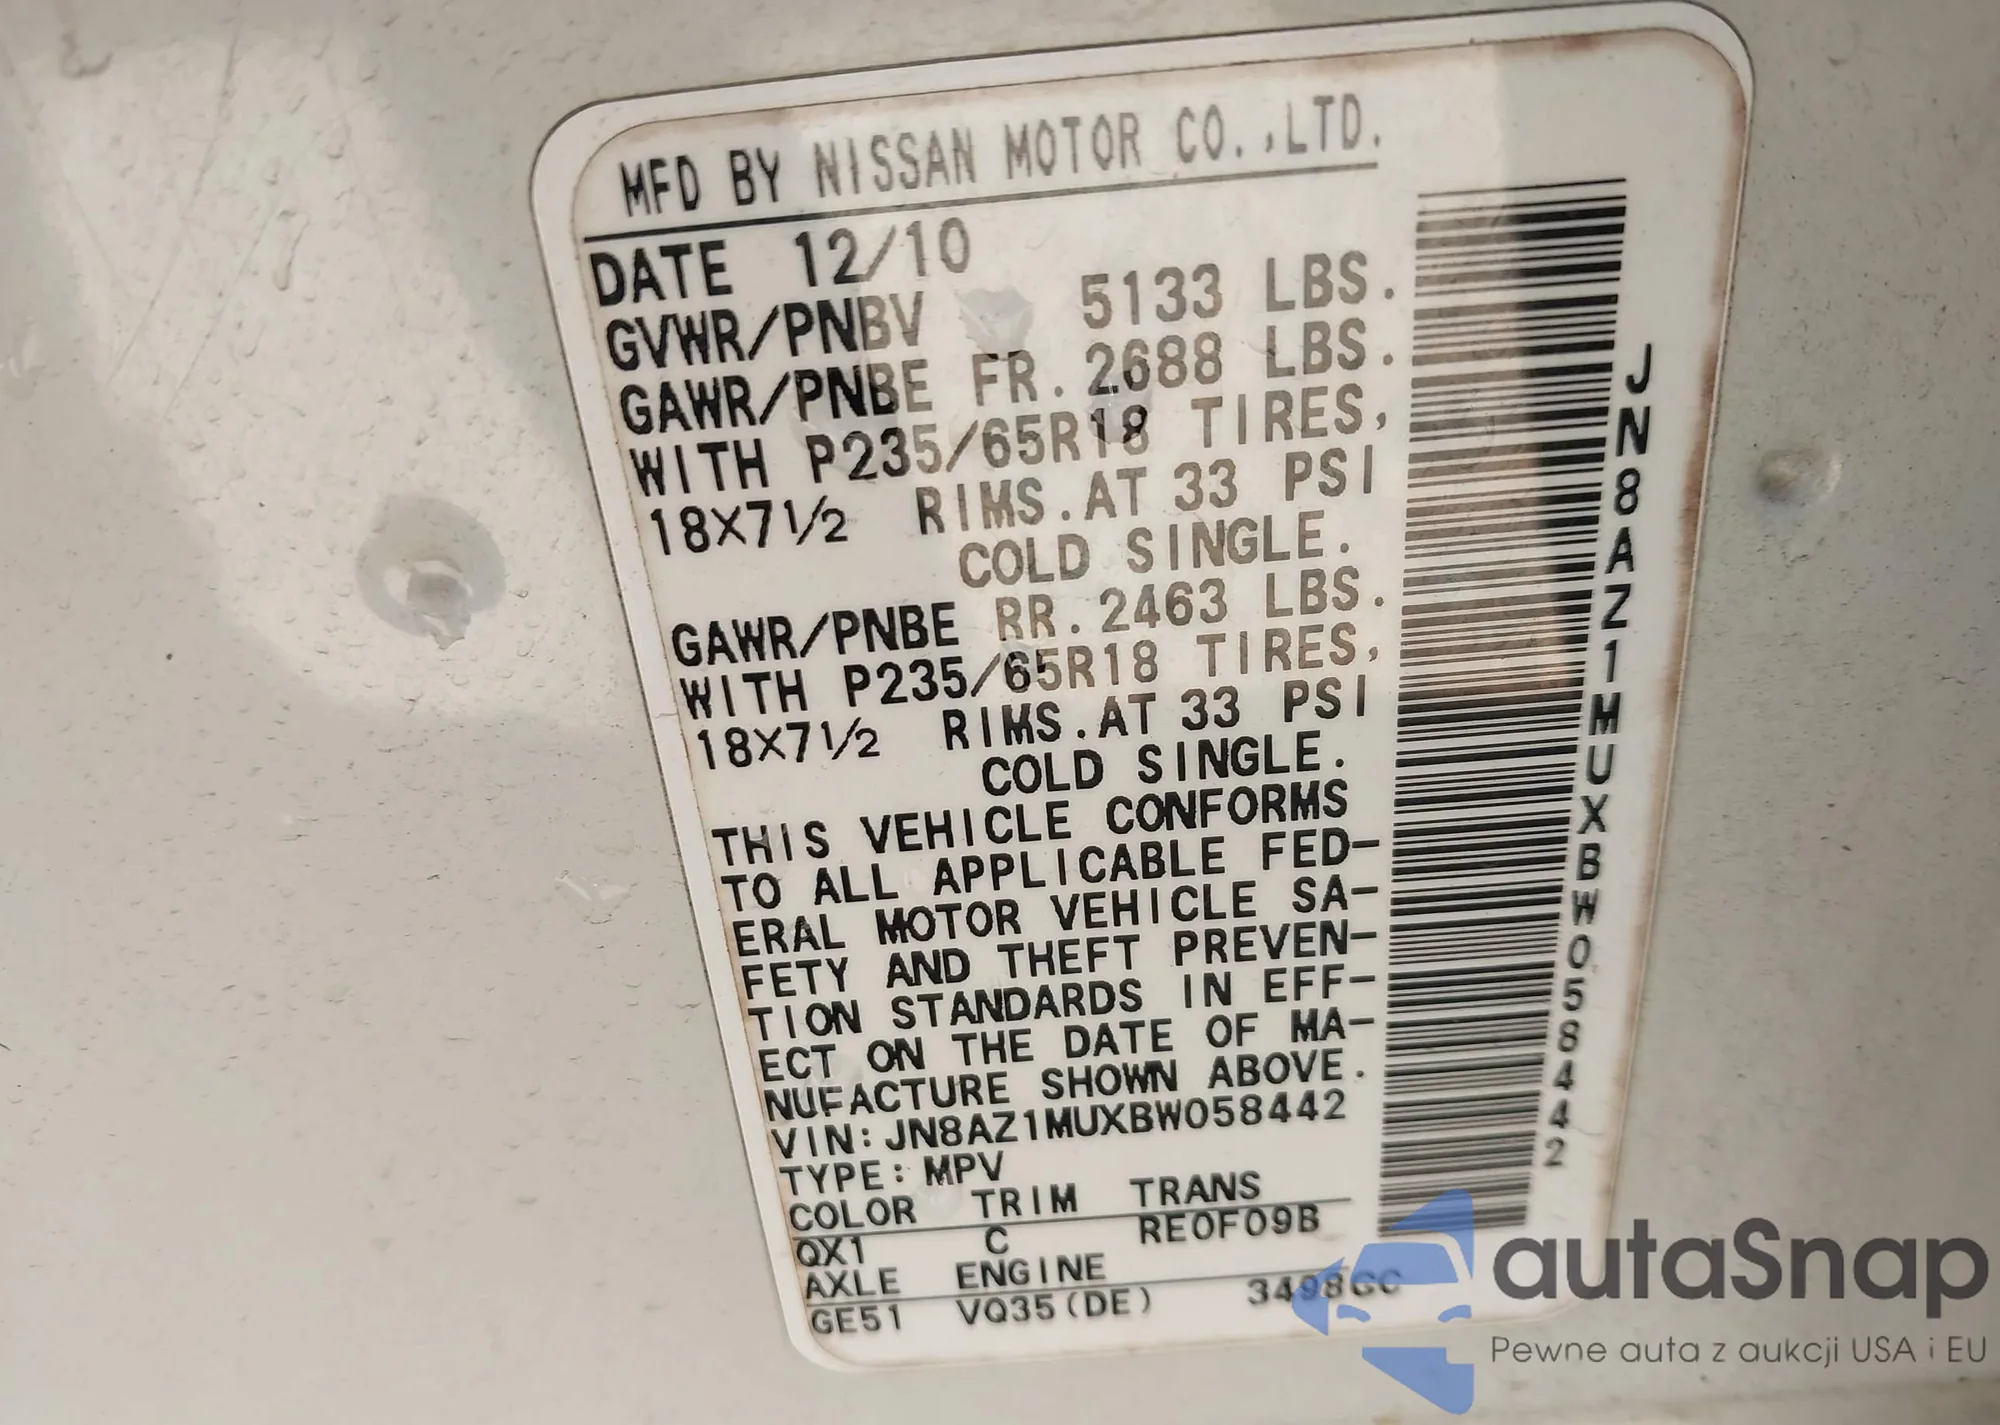 MFD BY NISSAN MOTOR CO.,LTD.
DATE 12/10
GVWR/PNBV 5133 LBS.
GAWR/PNBE FR. 2688 LBS.
WITH P235/65R18 TIRES,
18X7½ RIMS.AT 33 PSI
COLD SINGLE.
GAWR/PNBE RR. 2463 LBS.
WITH P235/65R18 TIRES,
18X7½ RIMS.AT 33 PSI
COLD SINGLE.
THIS VEHICLE CONFORMS
TO ALL APPLICABLE FED-
ERAL MOTOR VEHICLE SA-
FETY AND THEFT PREVEN-
TION STANDARDS IN EFF-
ECT ON THE DATE OF MA-
NUFACTURE SHOWN ABOVE.
VIN:JN8AZ1MUXBW058442
TYPE:MPV
COLOR TRIM TRANS
QX1 C RE0F09B
AXLE ENGINE
GE51 VQ35(DE) 3498CC
JN8AZ1MUXBW058442
autaSnap
Pewne auta z aukcji USA i EU